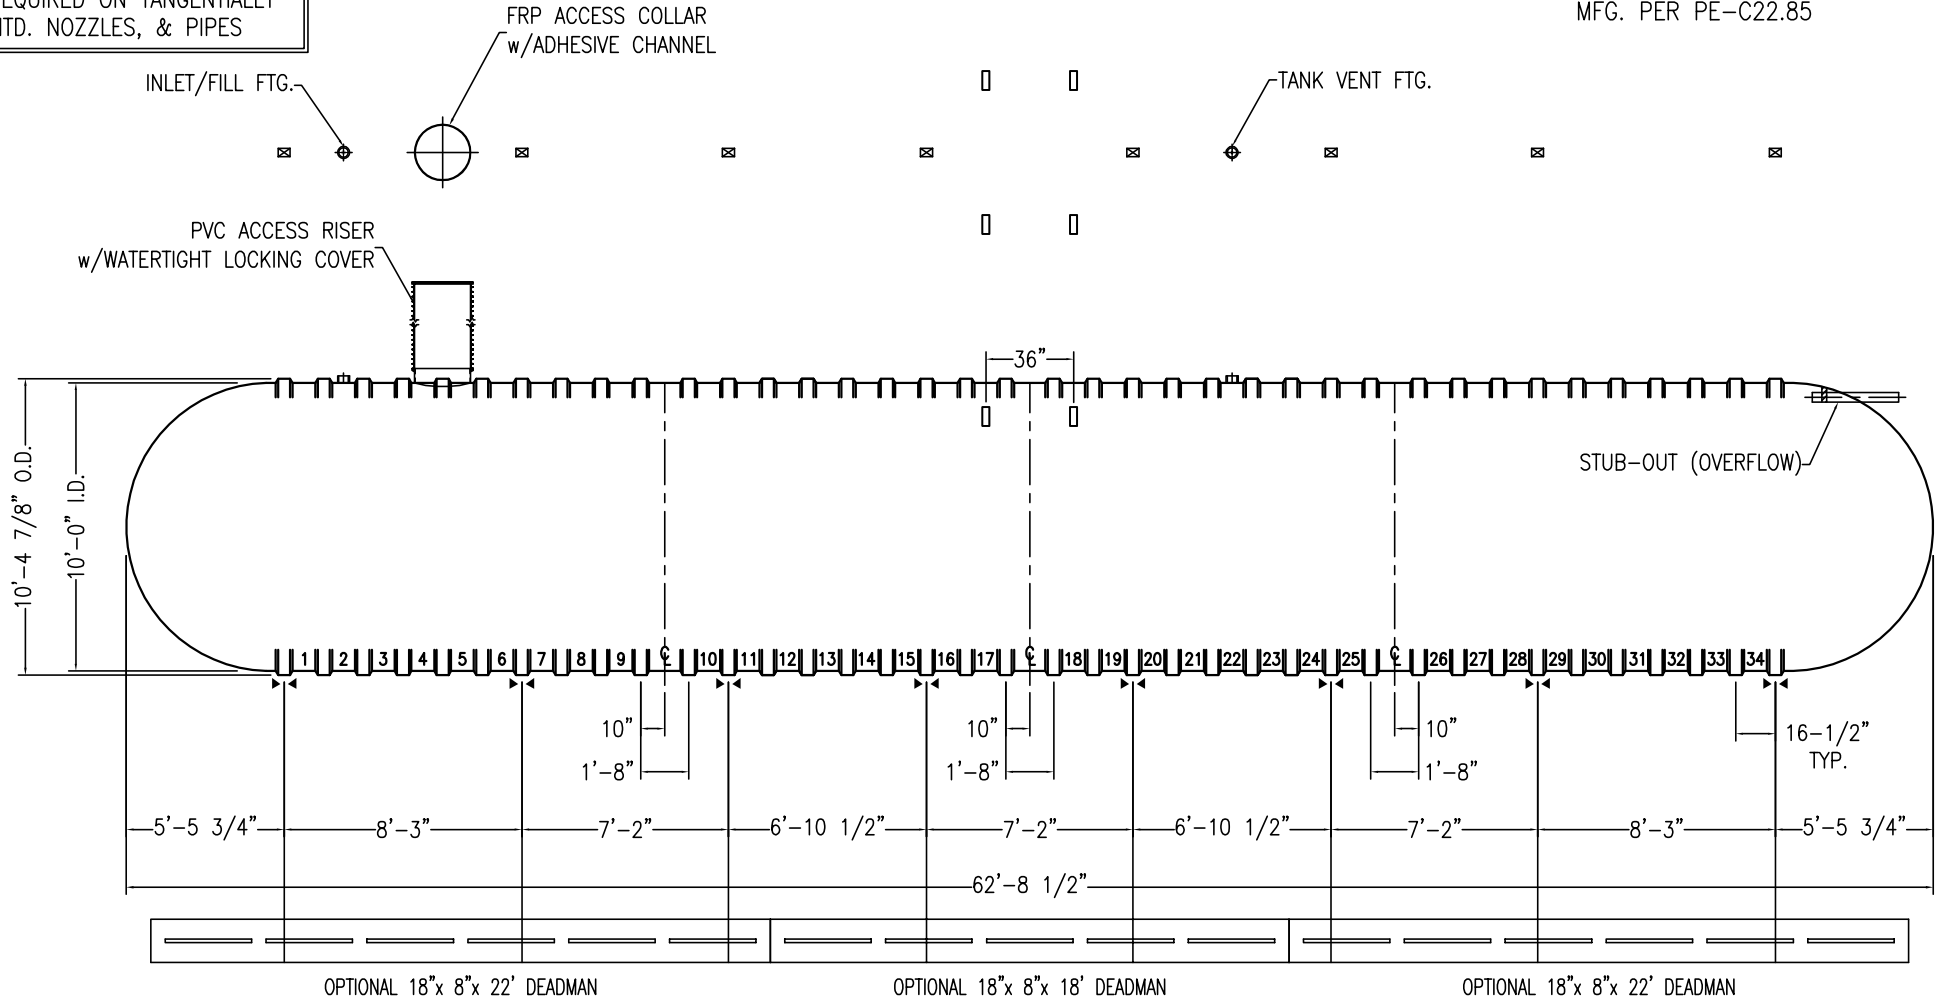 MTD. NOZZLES, & PIPES
FRP ACCESS COLLAR
w/ADHESIVE CHANNEL
MFG. PER PE-C22.85
INLET/FILL FTG.
TANK VENT FTG.
PVC ACCESS RISER
w/WATERTIGHT LOCKING COVER
36"
STUB-OUT (OVERFLOW)
10'-4 7/8" O.D.
10'-0" I.D.
1 2 3 4 5 6 7 8 9 ℄ 10 11 12 13 14 15 16 17 ℄ 18 19 20 21 22 23 24 25 ℄ 26 27 28 29 30 31 32 33 34
10" 10" 10" 16-1/2"
TYP.
1'-8" 1'-8" 1'-8"
5'-5 3/4" 8'-3" 7'-2" 6'-10 1/2" 7'-2" 6'-10 1/2" 7'-2" 8'-3" 5'-5 3/4"
62'-8 1/2"
OPTIONAL 18"x 8"x 22' DEADMAN
OPTIONAL 18"x 8"x 18' DEADMAN
OPTIONAL 18"x 8"x 22' DEADMAN